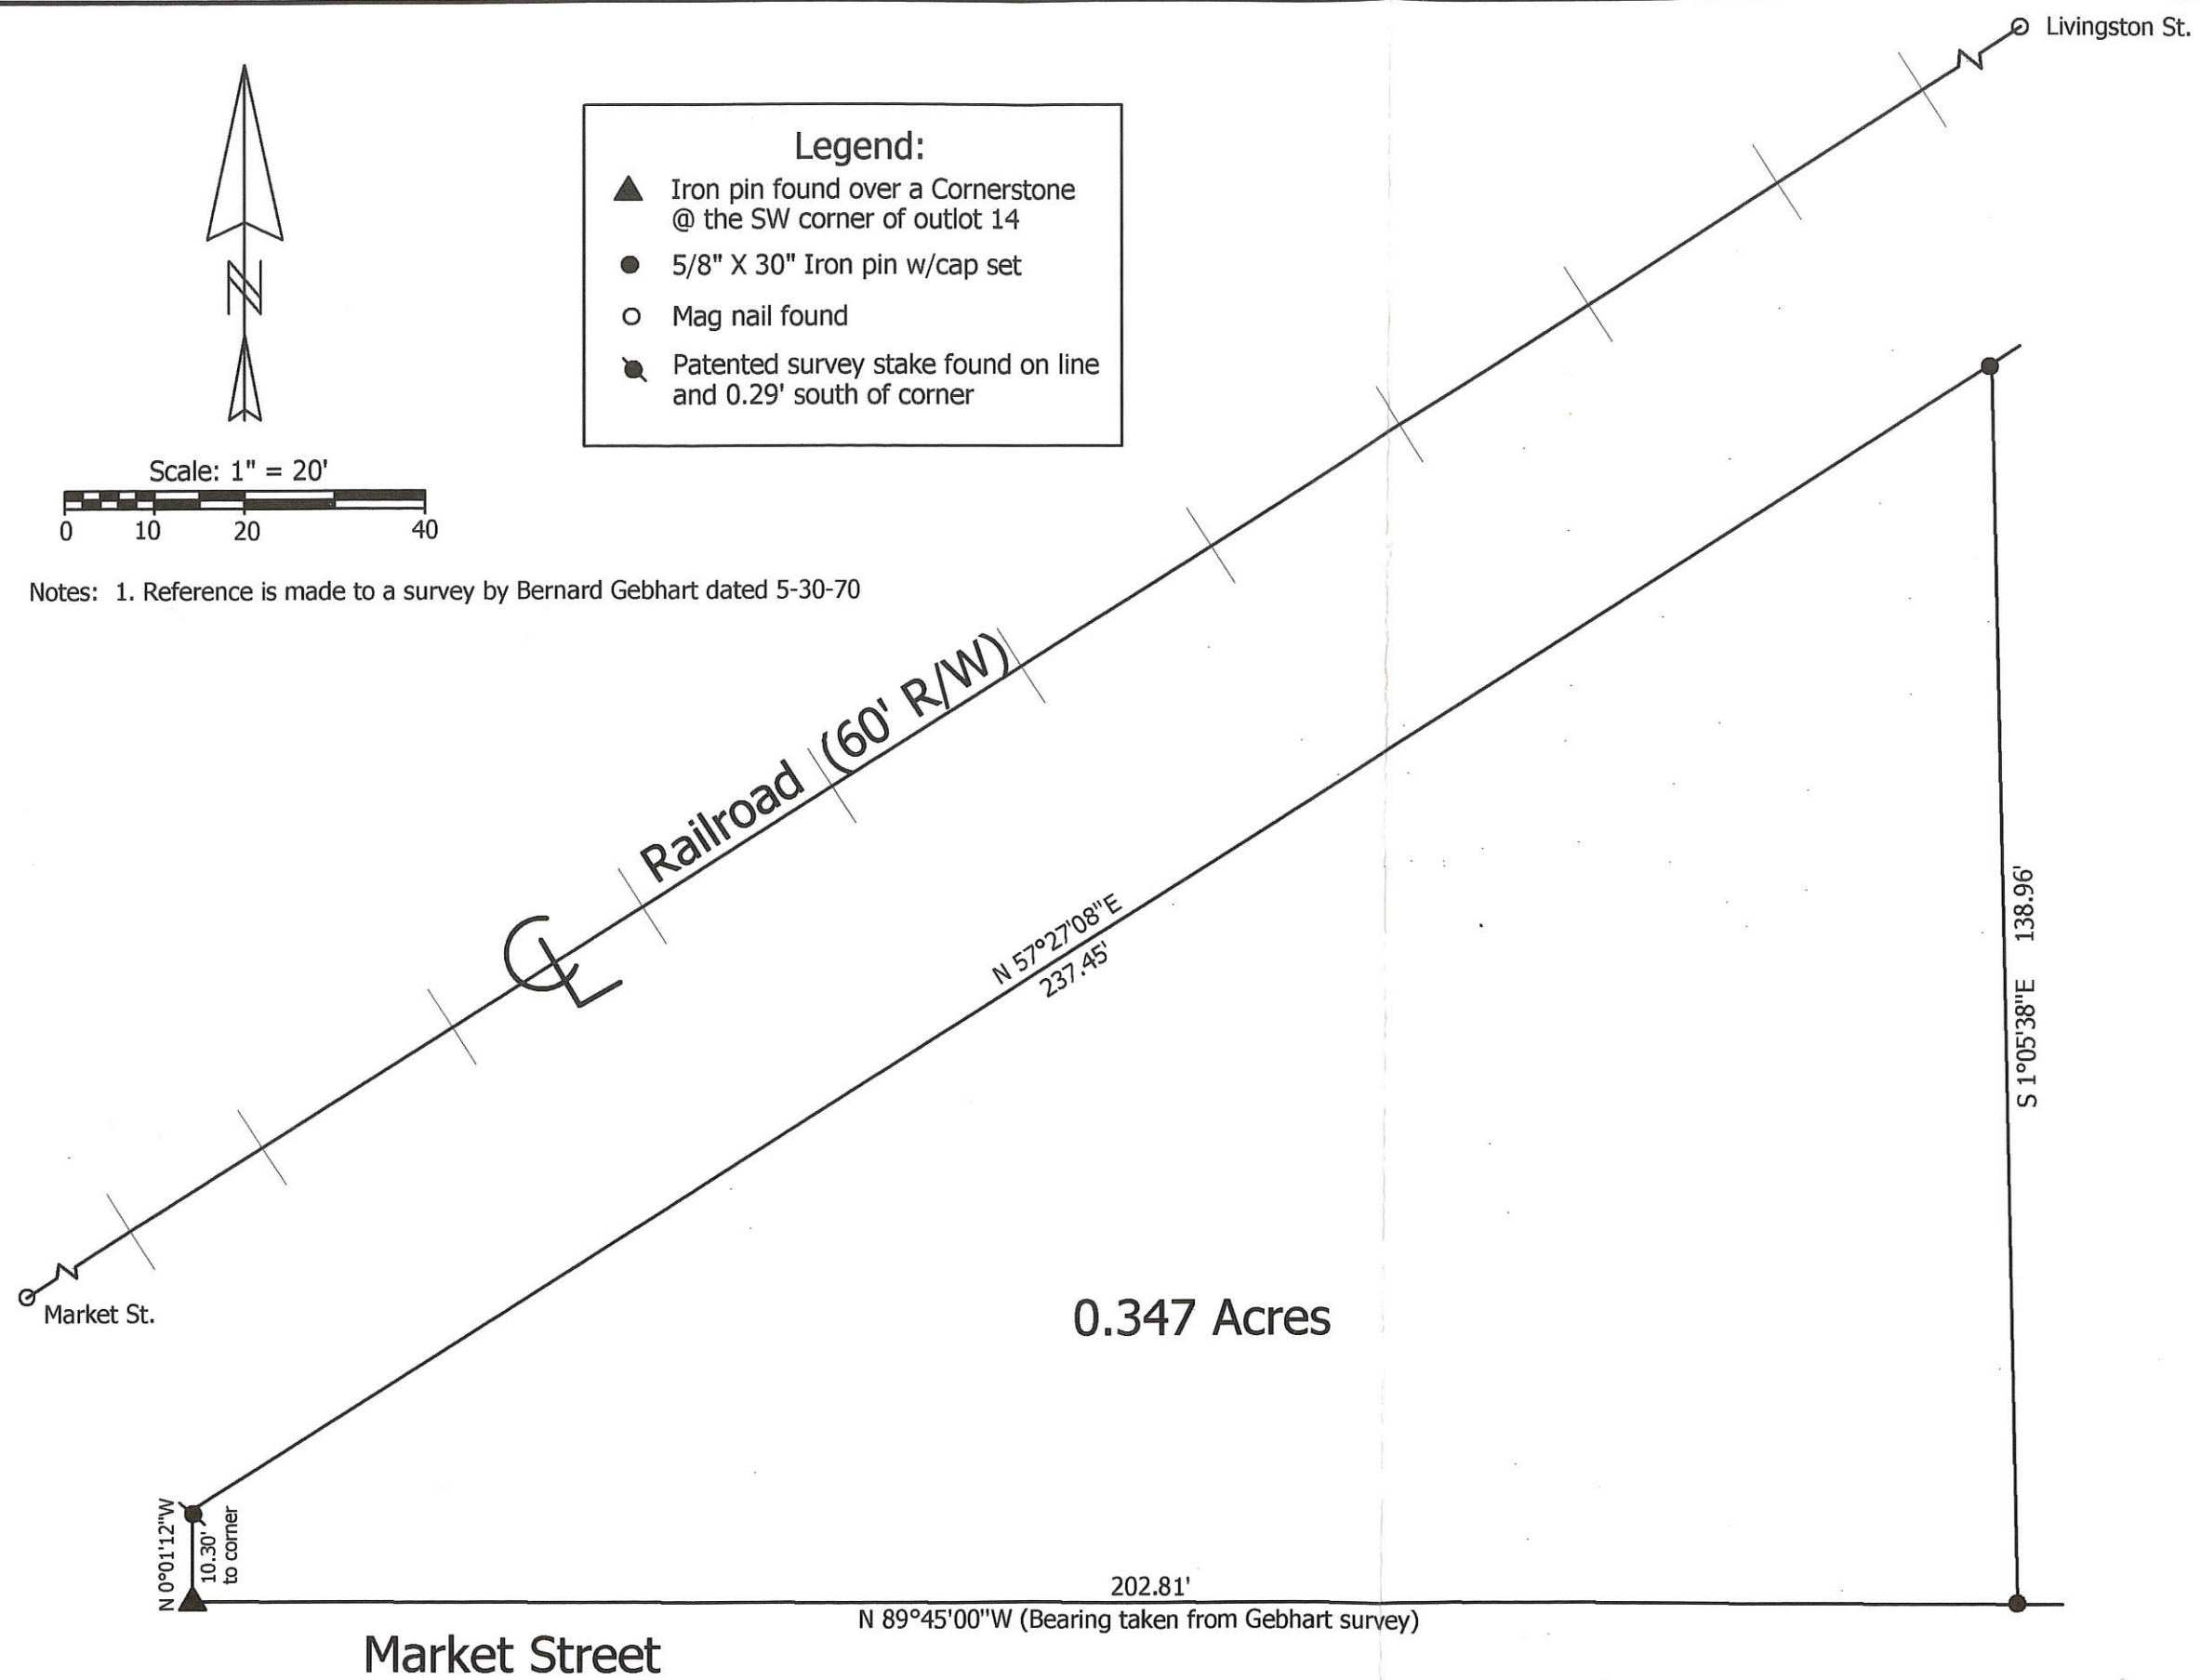 Livingston St.
Legend:
Iron pin found over a Cornerstone
@ the SW corner of outlot 14
5/8" X 30" Iron pin w/cap set
Mag nail found
Patented survey stake found on line
and 0.29' south of corner
N
Scale: 1" = 20'
0 10 20 40
Notes: 1. Reference is made to a survey by Bernard Gebhart dated 5-30-70
Railroad (60' R/W)
CL
N 57°27'08"E
237.45'
S 1°05'38"E 138.96'
Market St.
0.347 Acres
N 0°01'12"W
10.30'
to corner
202.81'
N 89°45'00"W (Bearing taken from Gebhart survey)
Market Street